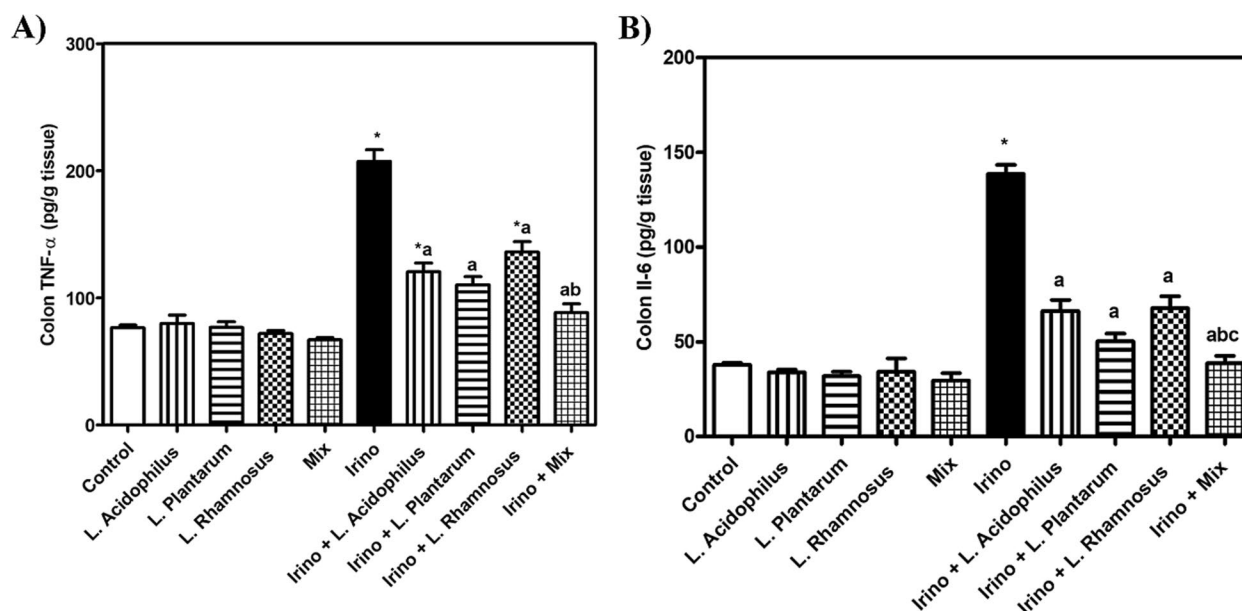 A)
Colon TNF-α (pg/g tissue)
300
200
100
0
*
*a
a
*a
ab
Control
L. Acidophilus
L. Plantarum
L. Rhamnosus
Mix
Irino
Irino + L. Acidophilus
Irino + L. Plantarum
Irino + L. Rhamnosus
Irino + Mix
B)
Colon Il-6 (pg/g tissue)
200
150
100
50
0
*
a
a
a
abc
Control
L. Acidophilus
L. Plantarum
L. Rhamnosus
Mix
Irino
Irino + L. Acidophilus
Irino + L. Plantarum
Irino + L. Rhamnosus
Irino + Mix